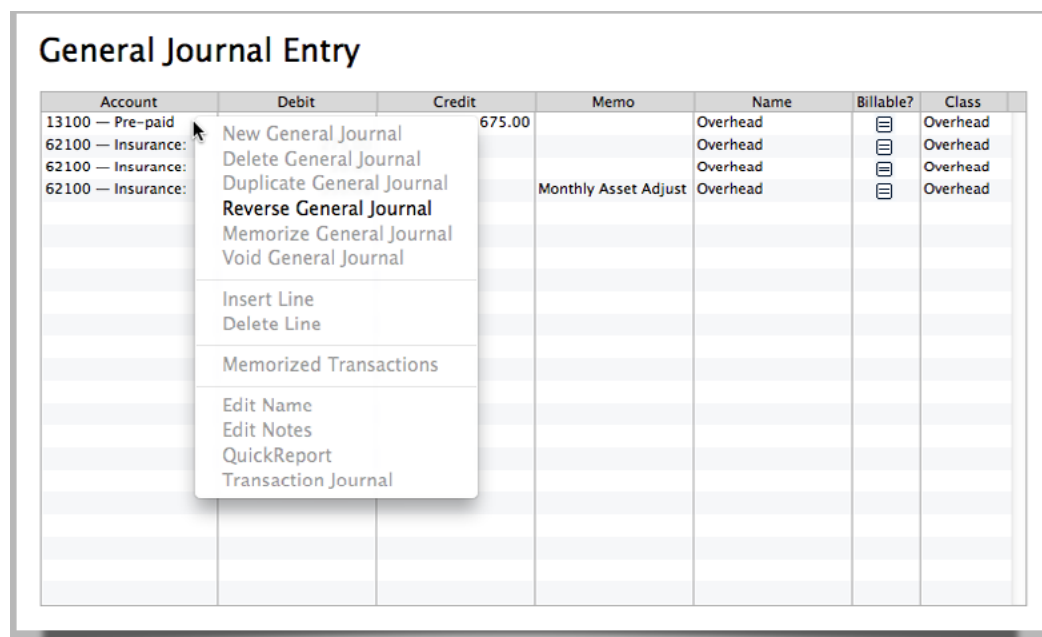 General Journal Entry
Account Debit Credit Memo Name Billable? Class
13100 — Pre-paid 675.00 Overhead Overhead
62100 — Insurance: Overhead Overhead
62100 — Insurance: Overhead Overhead
62100 — Insurance: Monthly Asset Adjust Overhead Overhead
New General Journal
Delete General Journal
Duplicate General Journal
Reverse General Journal
Memorize General Journal
Void General Journal
Insert Line
Delete Line
Memorized Transactions
Edit Name
Edit Notes
QuickReport
Transaction Journal